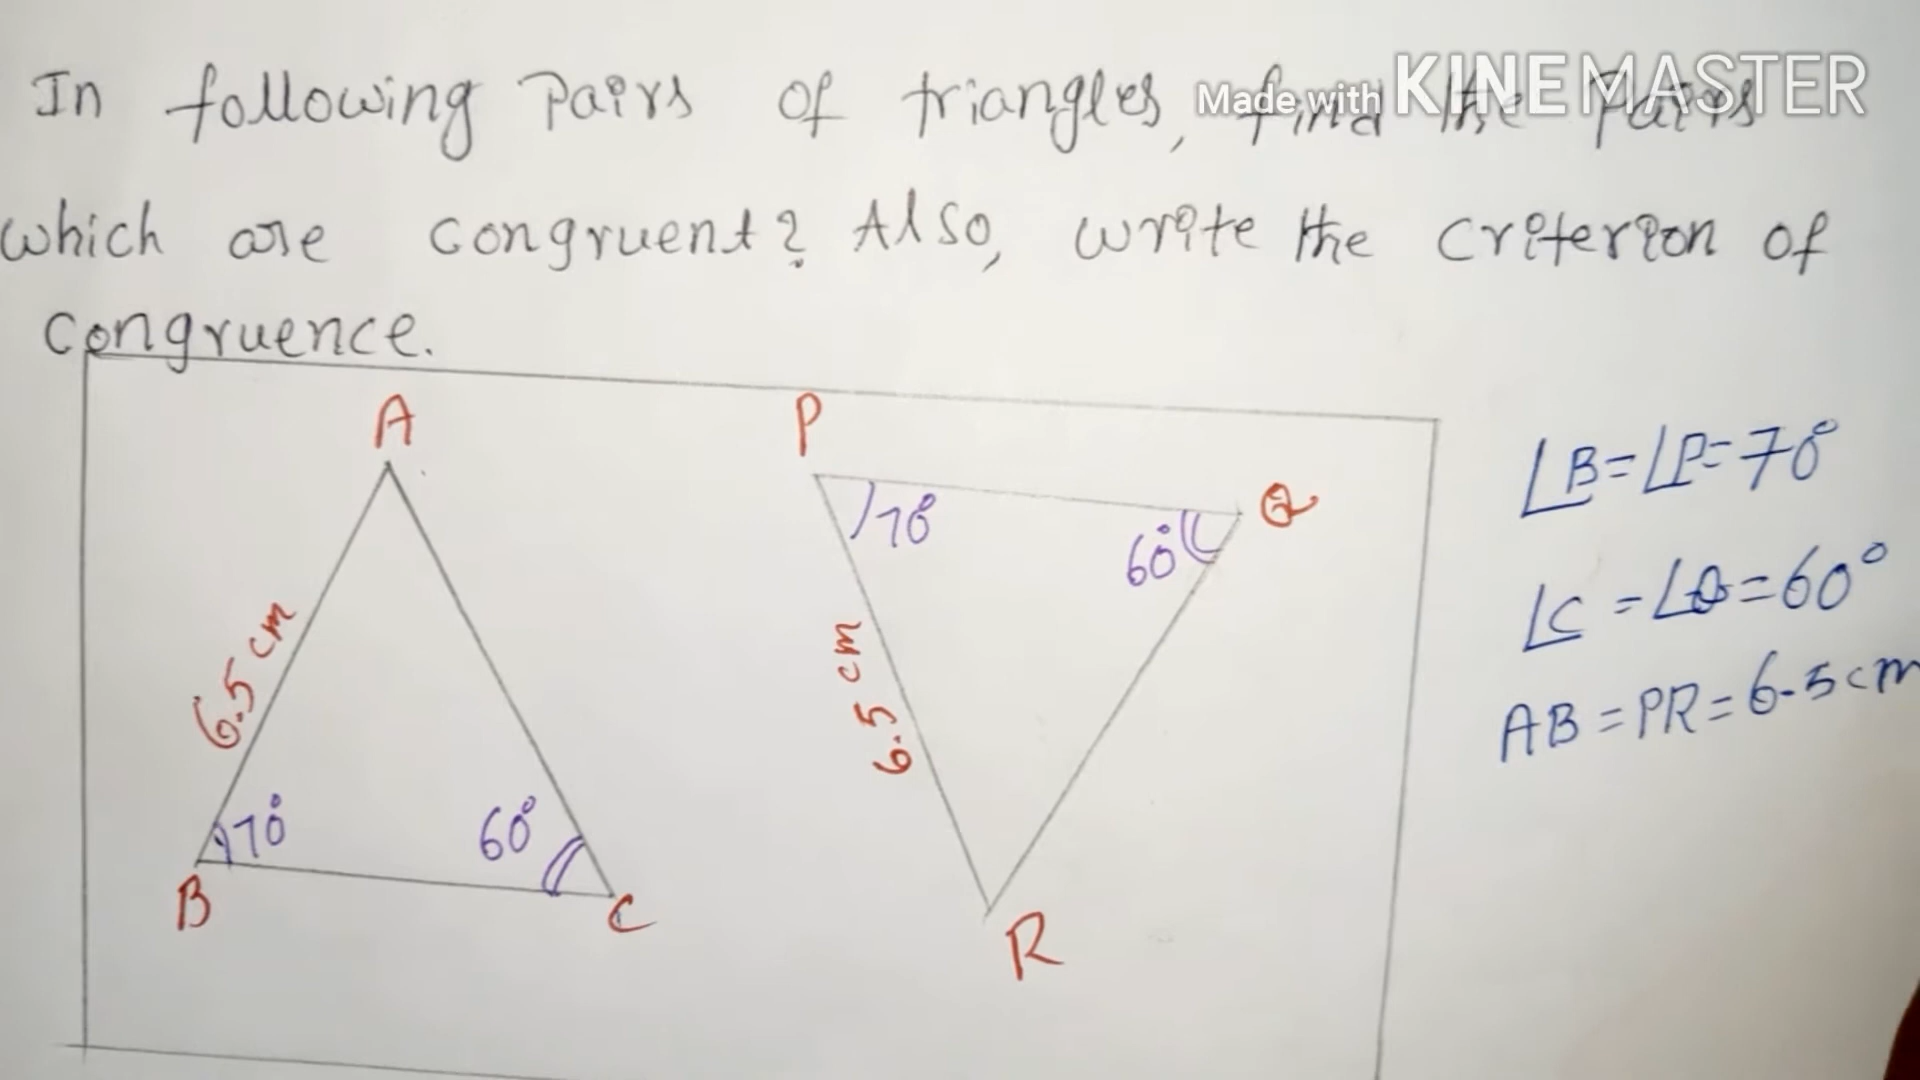 In following Pairs of triangles, find the Pairs
Made with KINEMASTER
which are congruent? Also, write the criterion of
congruence.
A
P
Q
70°
60°
6.5 cm
6.5 cm
70°
60°
B
C
R
∠B=∠P=70°
∠C=∠Q=60°
AB=PR=6.5cm